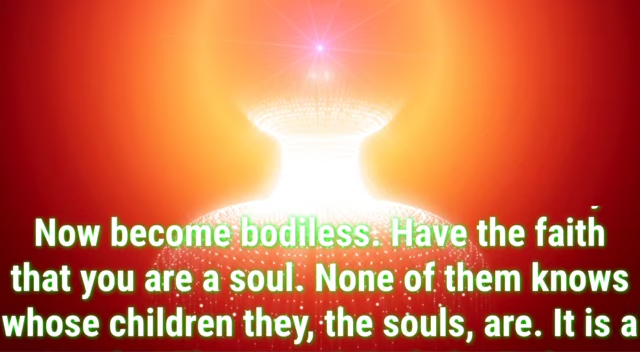 Now become bodiless. Have the faith
that you are a soul. None of them knows
whose children they, the souls, are. It is a